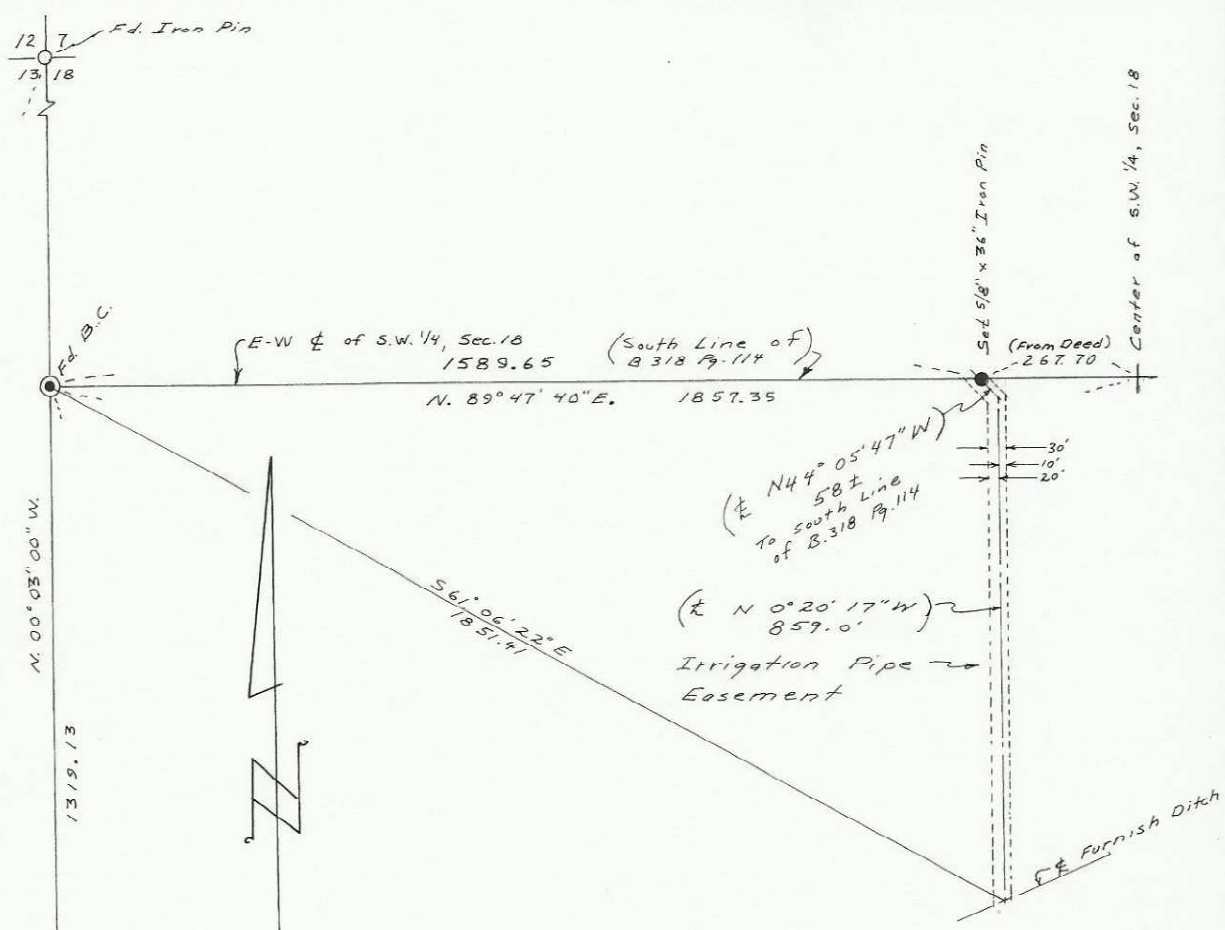 12 7
Fd. Iron Pin
13 18
Set 5/8" x 36" Iron Pin
Center of S.W. 1/4, Sec. 18
Fd. B.C.
E-W ℄ of S.W. 1/4, Sec. 18
1589.65
(South Line of
B 318 Pg. 114)
(From Deed)
267.70
N. 89° 47' 40" E. 1857.35
30'
10'
20'
(℄ N 44° 05' 47" W)
58 ±
To South Line
of B. 318 Pg. 114
N. 00° 03' 00" W.
1319.13
S 61° 06' 22" E
1851.41
(℄ N 0° 20' 17" W)
859.0'
Irrigation Pipe
Easement
N
℄ Furnish Ditch